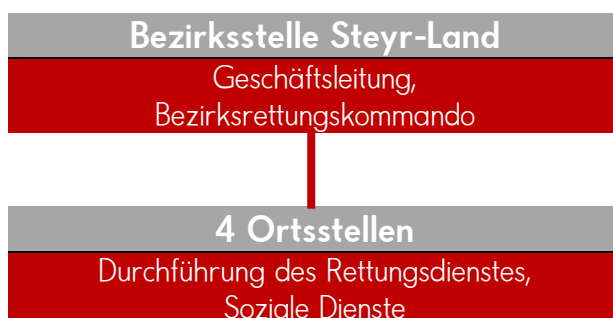 Bezirksstelle Steyr-Land
Geschäftsleitung,
Bezirksrettungskommando
4 Ortsstellen
Durchführung des Rettungsdienstes,
Soziale Dienste